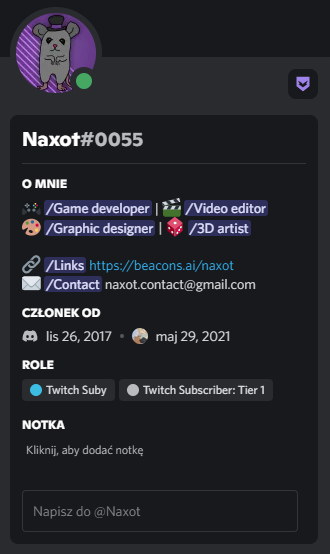 Naxot#0055
O MNIE
/Game developer | /Video editor
/Graphic designer | /3D artist
/Links https://beacons.ai/naxot
/Contact naxot.contact@gmail.com
CZŁONEK OD
lis 26, 2017 • maj 29, 2021
ROLE
Twitch Suby Twitch Subscriber: Tier 1
NOTKA
Kliknij, aby dodać notkę
Napisz do @Naxot